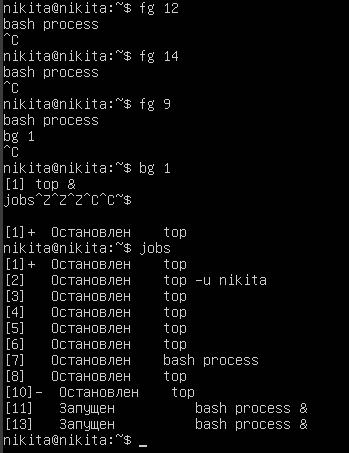 nikita@nikita:~$ fg 12
bash process
^C
nikita@nikita:~$ fg 14
bash process
^C
nikita@nikita:~$ fg 9
bash process
bg 1
^C
nikita@nikita:~$ bg 1
[1] top &
jobs^Z^Z^Z^C^C~$

[1]+  Остановлен    top
nikita@nikita:~$ jobs
[1]+  Остановлен    top
[2]   Остановлен    top -u nikita
[3]   Остановлен    top
[4]   Остановлен    top
[5]   Остановлен    top
[6]   Остановлен    top
[7]   Остановлен    bash process
[8]   Остановлен    top
[10]-  Остановлен    top
[11]   Запущен          bash process &
[13]   Запущен          bash process &
nikita@nikita:~$ _